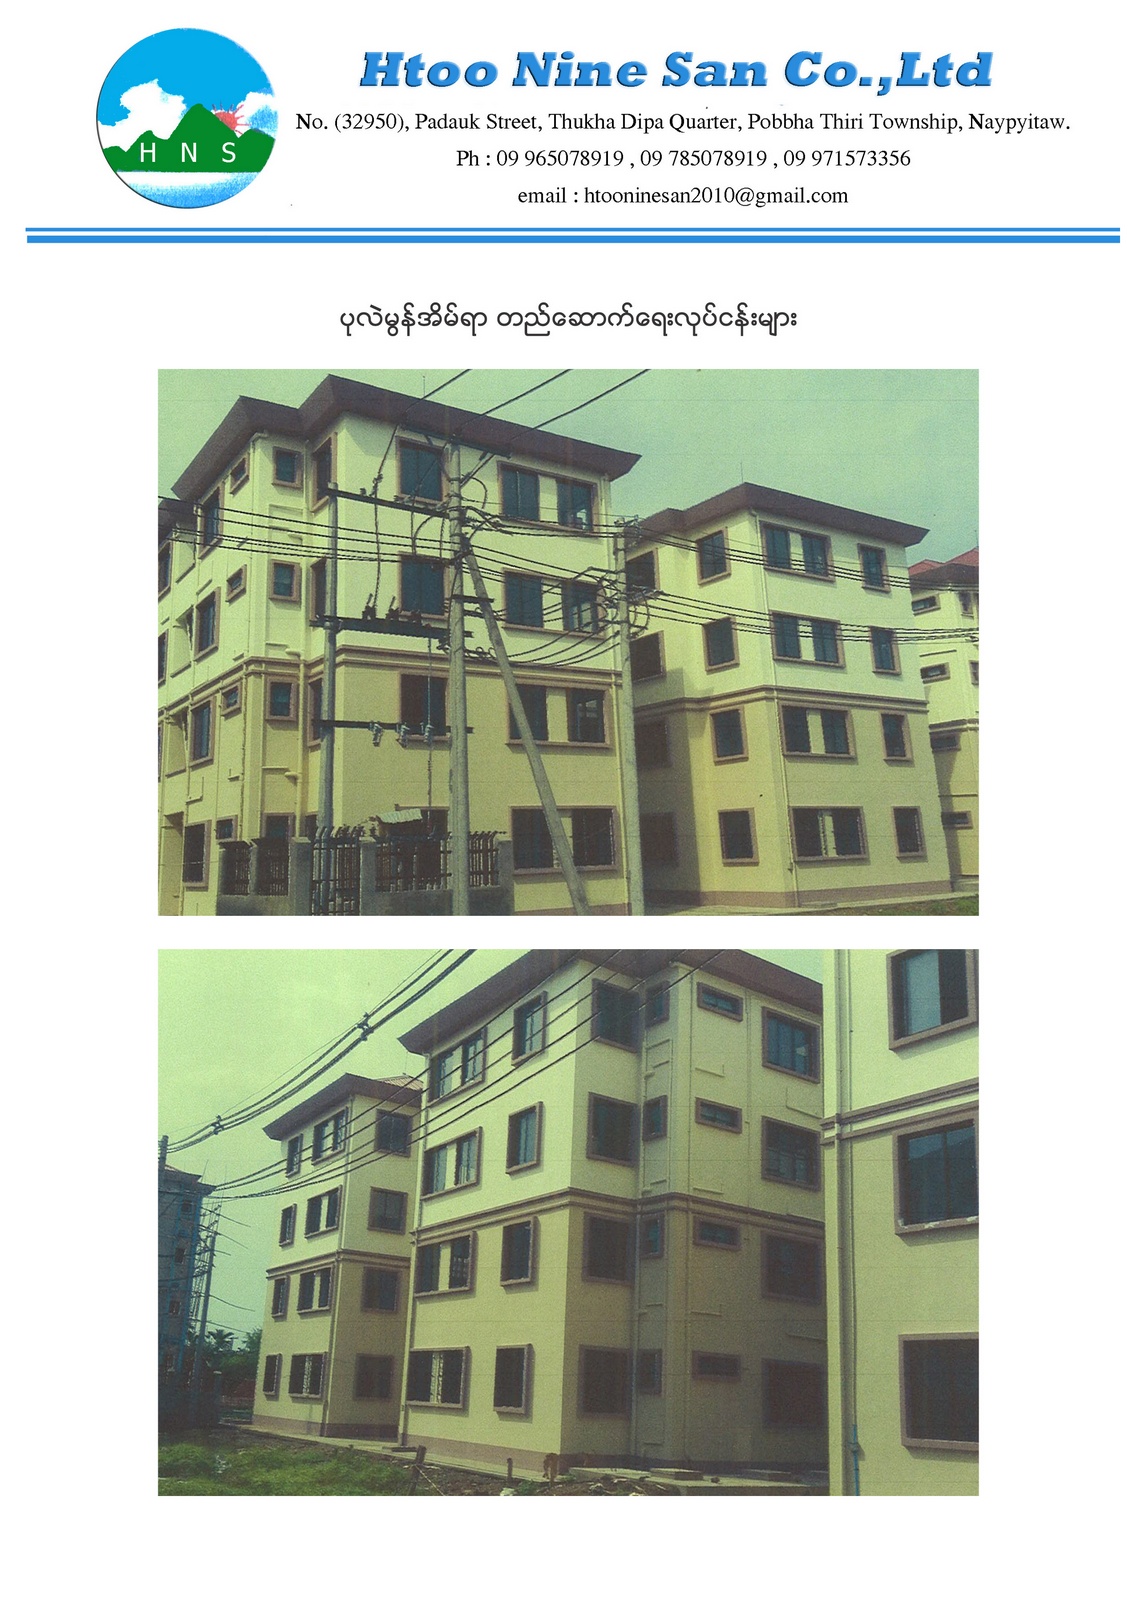 H N S
Htoo Nine San Co.,Ltd
No. (32950), Padauk Street, Thukha Dipa Quarter, Pobbha Thiri Township, Naypyitaw.
Ph : 09 965078919 , 09 785078919 , 09 971573356
email : htooninesan2010@gmail.com
ပုလဲမွန်အိမ်ရာ တည်ဆောက်ရေးလုပ်ငန်းများ